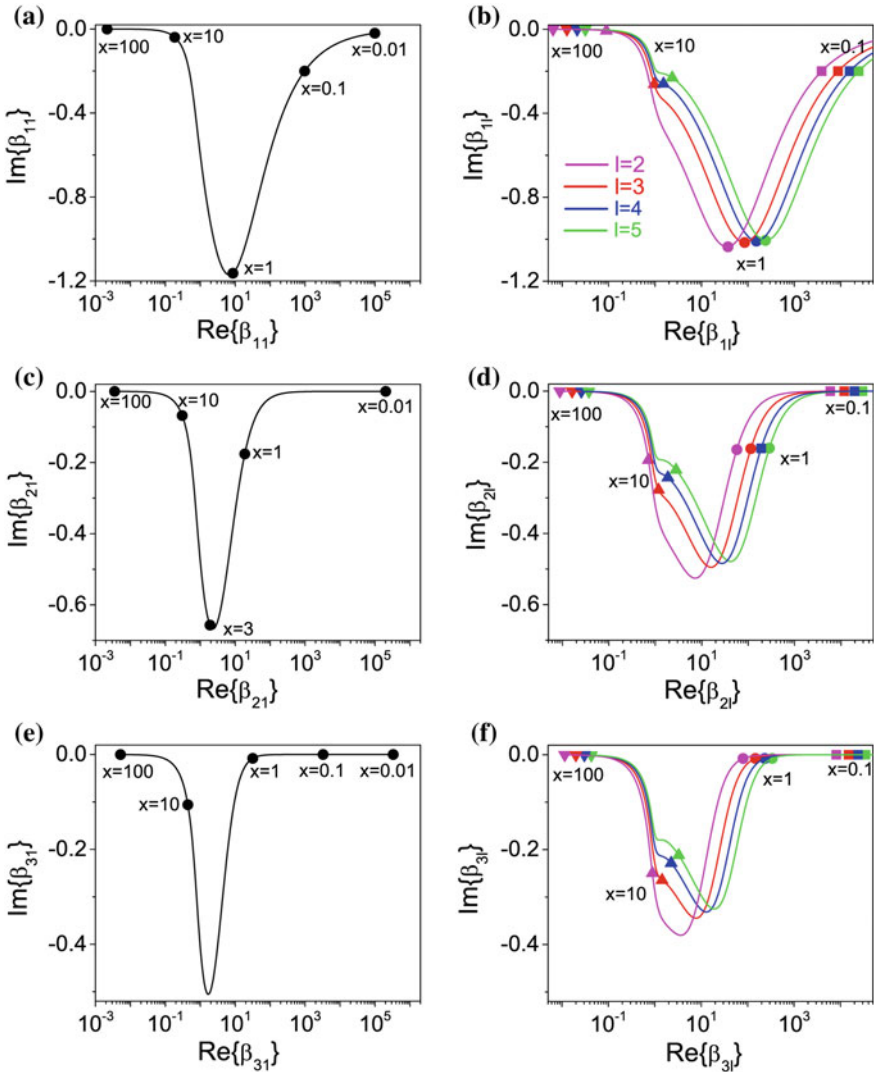 (a)
0.0
-0.4
-0.8
-1.2
Im{β₁₁}
x=100
x=10
x=0.01
x=0.1
x=1
10⁻³ 10⁻¹ 10¹ 10³ 10⁵
Re{β₁₁}
(b)
0.0
-0.4
-0.8
-1.2
Im{β₁ₗ}
x=100
x=10
x=0.1
l=2
l=3
l=4
l=5
x=1
10⁻¹ 10¹ 10³
Re{β₁ₗ}
(c)
0.0
-0.2
-0.4
-0.6
Im{β₂₁}
x=100
x=10
x=0.01
x=1
x=3
10⁻³ 10⁻¹ 10¹ 10³ 10⁵
Re{β₂₁}
(d)
0.0
-0.2
-0.4
-0.6
Im{β₂ₗ}
x=100
x=0.1
x=1
x=10
10⁻¹ 10¹ 10³
Re{β₂ₗ}
(e)
0.0
-0.2
-0.4
Im{β₃₁}
x=100
x=1
x=0.1
x=0.01
x=10
10⁻³ 10⁻¹ 10¹ 10³ 10⁵
Re{β₃₁}
(f)
0.0
-0.2
-0.4
Im{β₃ₗ}
x=100
x=1
x=0.1
x=10
10⁻¹ 10¹ 10³
Re{β₃ₗ}